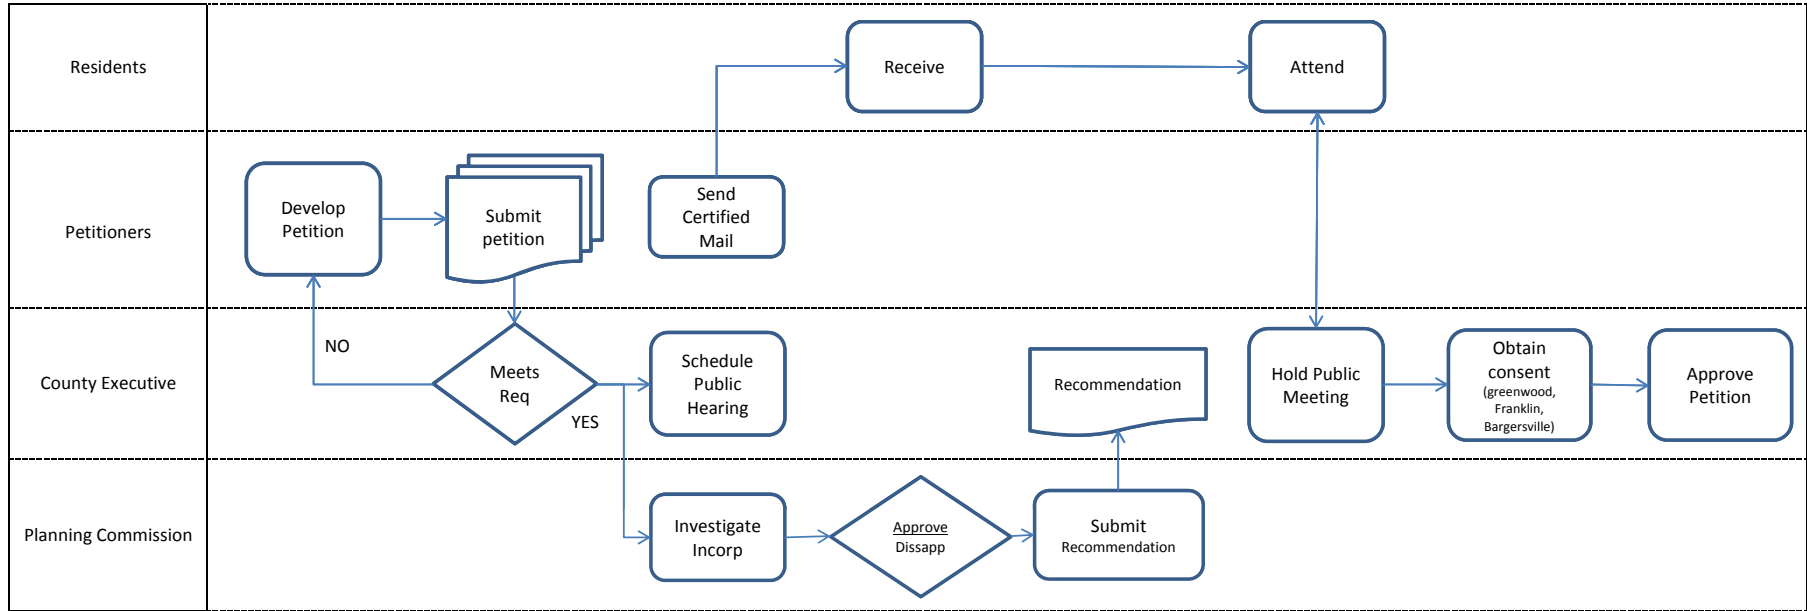 Residents
Receive
Attend
Petitioners
Develop
Petition
Submit
petition
Send
Certified
Mail
County Executive
NO
Meets
Req
YES
Schedule
Public
Hearing
Recommendation
Hold Public
Meeting
Obtain
consent
(greenwood,
Franklin,
Bargersville)
Approve
Petition
Planning Commission
Investigate
Incorp
Approve
Dissapp
Submit
Recommendation